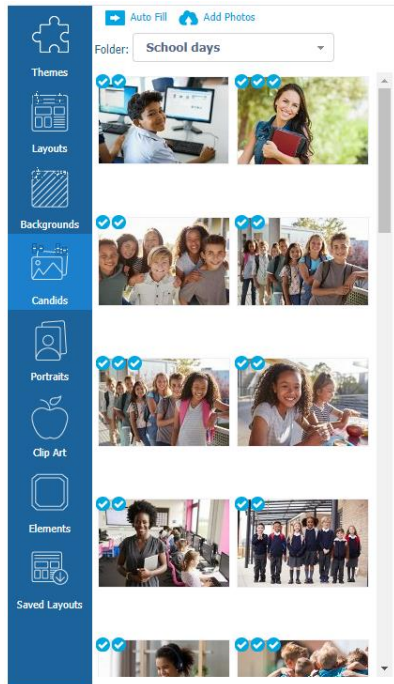 Auto Fill
Add Photos
Folder:
School days
Themes
Layouts
Backgrounds
Candids
Portraits
Clip Art
Elements
Saved Layouts